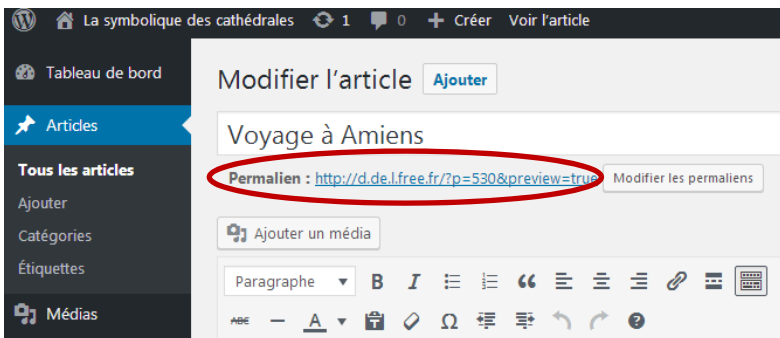 La symbolique des cathédrales 1 0 + Créer Voir l'article
Tableau de bord
Modifier l'article Ajouter
Articles
Voyage à Amiens
Tous les articles
Permalien : http://d.de.l.free.fr/?p=530&preview=true Modifier les permaliens
Ajouter
Catégories
Ajouter un média
Étiquettes
Paragraphe B I
Médias
ABC A Ω